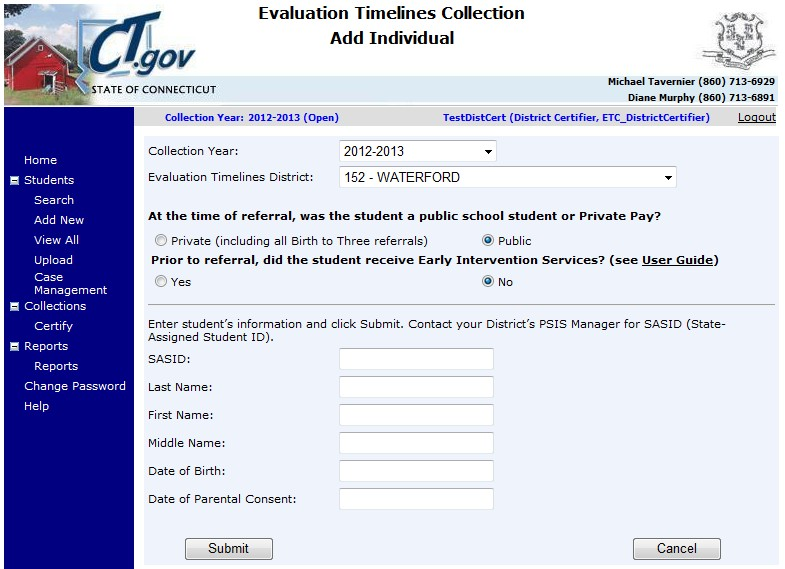 Evaluation Timelines Collection
Add Individual
CT.gov
STATE OF CONNECTICUT
Michael Tavernier (860) 713-6929
Diane Murphy (860) 713-6891
Collection Year: 2012-2013 (Open)
TestDistCert (District Certifier, ETC_DistrictCertifier)
Logout
Home
Students
Search
Add New
View All
Upload
Case
Management
Collections
Certify
Reports
Reports
Change Password
Help
Collection Year:
2012-2013
Evaluation Timelines District:
152 - WATERFORD
At the time of referral, was the student a public school student or Private Pay?
Private (including all Birth to Three referrals)
Public
Prior to referral, did the student receive Early Intervention Services? (see User Guide)
Yes
No
Enter student's information and click Submit. Contact your District's PSIS Manager for SASID (State-
Assigned Student ID).
SASID:
Last Name:
First Name:
Middle Name:
Date of Birth:
Date of Parental Consent:
Submit
Cancel